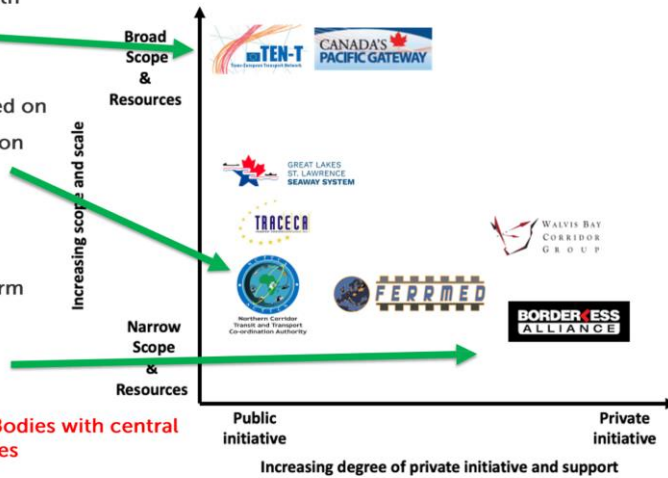 Broad
Scope
&
Resources
ed on
on
Increasing scope and scale
rm
Narrow
Scope
&
Resources
Bodies with central
es
TEN-T
Trans-European Transport Network
CANADA'S
PACIFIC GATEWAY
GREAT LAKES
ST. LAWRENCE
SEAWAY SYSTEM
TRACECA
Northern Corridor
Transit and Transport
Co-ordination Authority
FERRMED
WALVIS BAY
CORRIDOR
GROUP
BORDERLESS
ALLIANCE
Public
initiative
Private
initiative
Increasing degree of private initiative and support